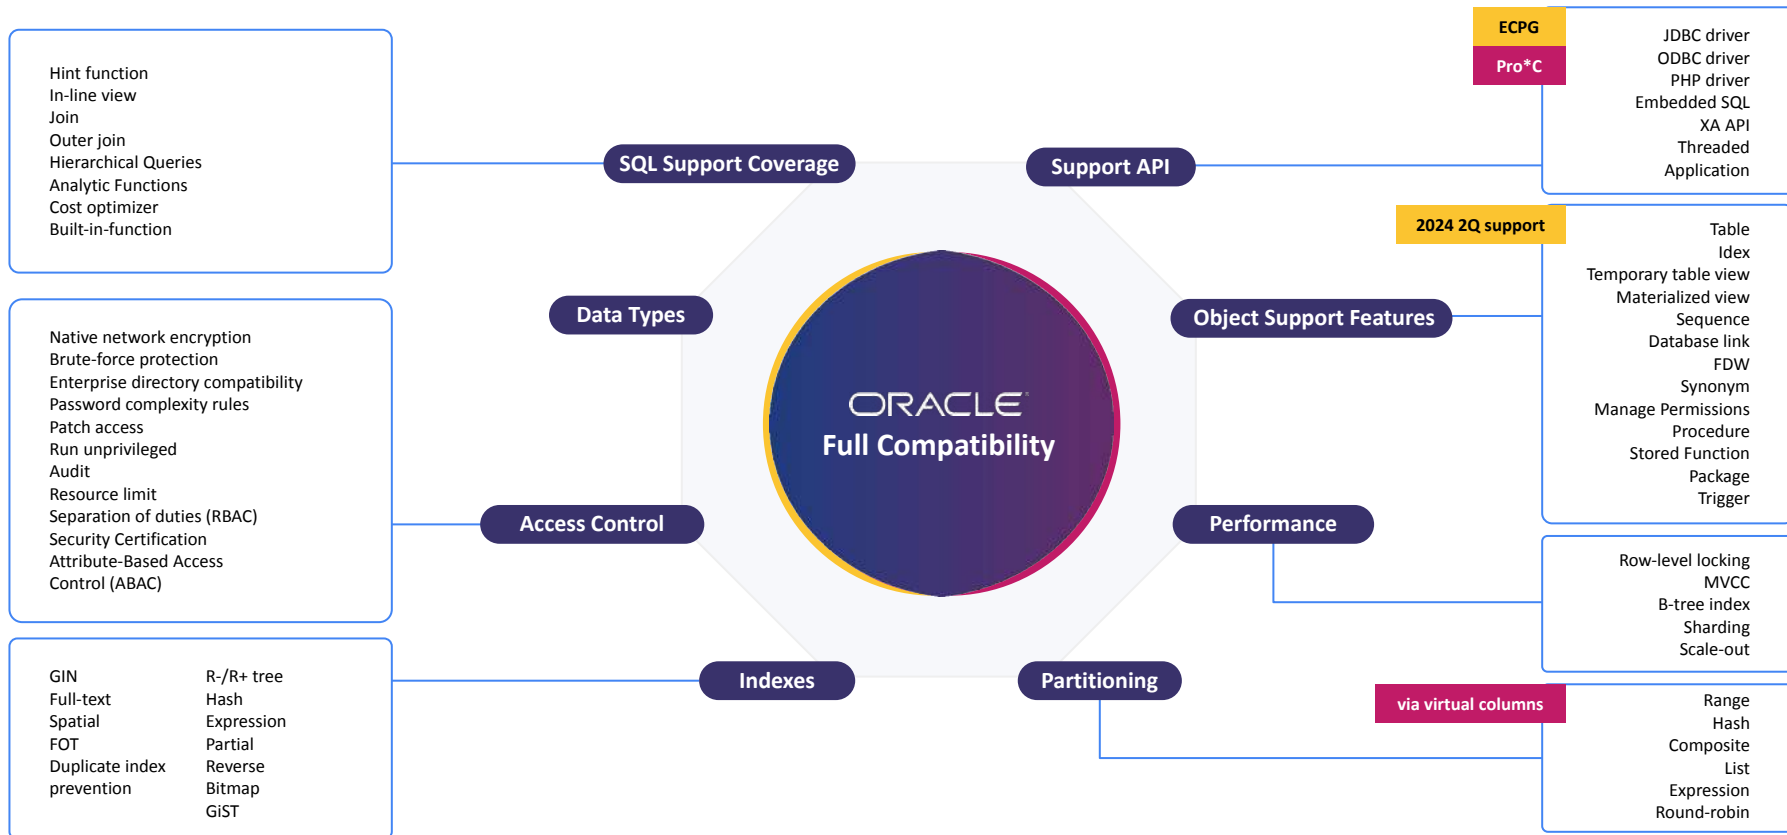 Hint function
In-line view
Join
Outer join
Hierarchical Queries
Analytic Functions
Cost optimizer
Built-in-function
SQL Support Coverage
Data Types
Native network encryption
Brute-force protection
Enterprise directory compatibility
Password complexity rules
Patch access
Run unprivileged
Audit
Resource limit
Separation of duties (RBAC)
Security Certification
Attribute-Based Access
Control (ABAC)
Access Control
GIN
Full-text
Spatial
FOT
Duplicate index
prevention
R-/R+ tree
Hash
Expression
Partial
Reverse
Bitmap
GiST
Indexes
ORACLE
Full Compatibility
ECPG
Pro*C
JDBC driver
ODBC driver
PHP driver
Embedded SQL
XA API
Threaded
Application
Support API
2024 2Q support
Table
Idex
Temporary table view
Materialized view
Sequence
Database link
FDW
Synonym
Manage Permissions
Procedure
Stored Function
Package
Trigger
Object Support Features
Performance
Row-level locking
MVCC
B-tree index
Sharding
Scale-out
Partitioning
via virtual columns
Range
Hash
Composite
List
Expression
Round-robin